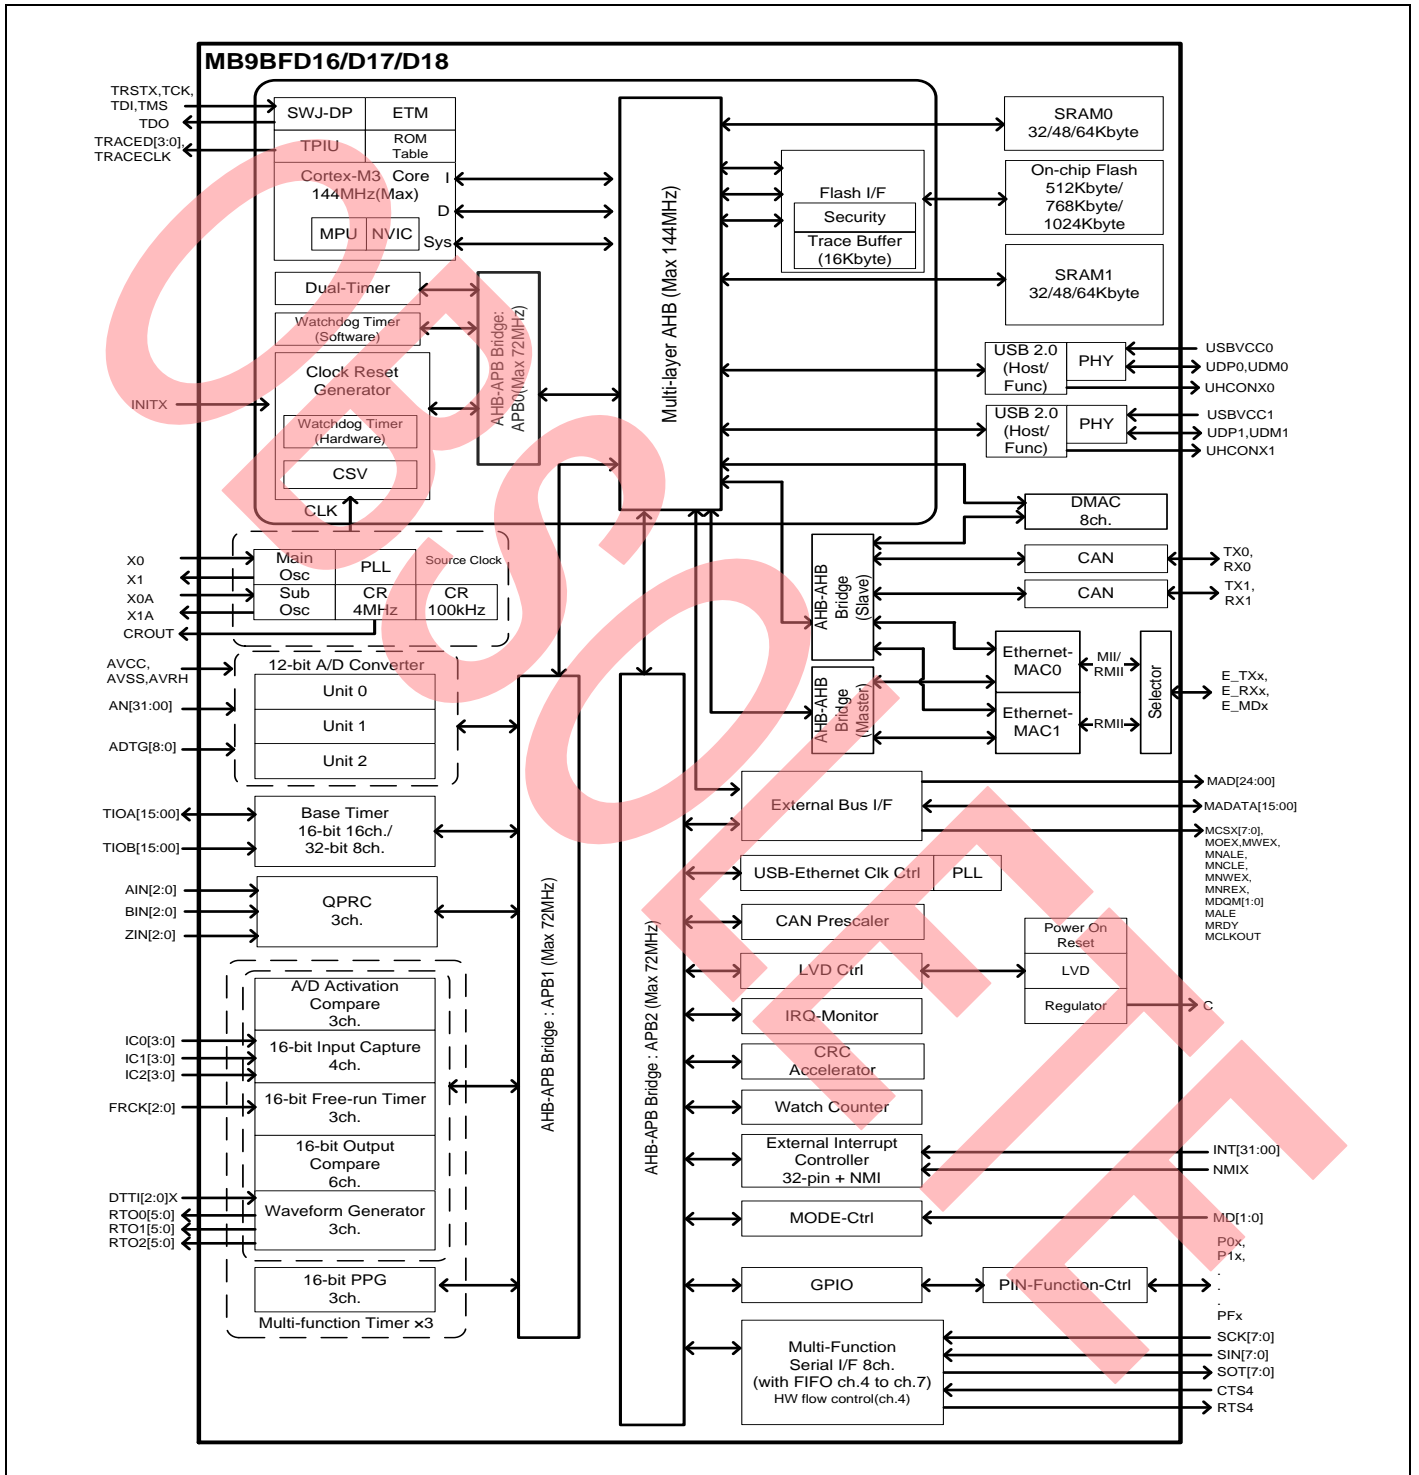 MB9BFD16/D17/D18
TRSTX,TCK,
TDI,TMS
TDO
TRACED[3:0],
TRACECLK
SWJ-DP
ETM
TPIU
ROM
Table
Cortex-M3 Core
144MHz(Max)
I
D
Sys
MPU
NVIC
Dual-Timer
Watchdog Timer
(Software)
Clock Reset
Generator
Watchdog Timer
(Hardware)
CSV
CLK
INITX
AHB-APB Bridge:
APB0(Max 72MHz)
Multi-layer AHB (Max 144MHz)
Flash I/F
Security
Trace Buffer
(16Kbyte)
SRAM0
32/48/64Kbyte
On-chip Flash
512Kbyte/
768Kbyte/
1024Kbyte
SRAM1
32/48/64Kbyte
USB 2.0
(Host/
Func)
PHY
USBVCC0
UDP0,UDM0
UHCONX0
USB 2.0
(Host/
Func)
PHY
USBVCC1
UDP1,UDM1
UHCONX1
DMAC
8ch.
CAN
TX0,
RX0
CAN
TX1,
RX1
AHB-AHB
Bridge
(Slave)
AHB-AHB
Bridge
(Master)
Ethernet-
MAC0
Ethernet-
MAC1
MII/
RMII
RMII
Selector
E_TXx,
E_RXx,
E_MDx
X0
X1
X0A
X1A
CROUT
Main
Osc
PLL
Source Clock
Sub
Osc
CR
4MHz
CR
100kHz
AVCC,
AVSS,AVRH
AN[31:00]
ADTG[8:0]
12-bit A/D Converter
Unit 0
Unit 1
Unit 2
TIOA[15:00]
TIOB[15:00]
Base Timer
16-bit 16ch./
32-bit 8ch.
AIN[2:0]
BIN[2:0]
ZIN[2:0]
QPRC
3ch.
A/D Activation
Compare
3ch.
IC0[3:0]
IC1[3:0]
IC2[3:0]
16-bit Input Capture
4ch.
FRCK[2:0]
16-bit Free-run Timer
3ch.
16-bit Output
Compare
6ch.
DTTI[2:0]X
RTO0[5:0]
RTO1[5:0]
RTO2[5:0]
Waveform Generator
3ch.
16-bit PPG
3ch.
Multi-function Timer ×3
AHB-APB Bridge : APB1 (Max 72MHz)
AHB-APB Bridge : APB2 (Max 72MHz)
External Bus I/F
MAD[24:00]
MADATA[15:00]
MCSX[7:0],
MOEX,MWEX,
MNALE,
MNCLE,
MNWEX,
MNREX,
MDQM[1:0]
MALE
MRDY
MCLKOUT
USB-Ethernet Clk Ctrl
PLL
CAN Prescaler
Power On
Reset
LVD
Regulator
C
LVD Ctrl
IRQ-Monitor
CRC
Accelerator
Watch Counter
External Interrupt
Controller
32-pin + NMI
INT[31:00]
NMIX
MODE-Ctrl
MD[1:0]
P0x,
P1x,
.
.
.
PFx
GPIO
PIN-Function-Ctrl
Multi-Function
Serial I/F 8ch.
(with FIFO ch.4 to ch.7)
HW flow control(ch.4)
SCK[7:0]
SIN[7:0]
SOT[7:0]
CTS4
RTS4
OBSOLETE